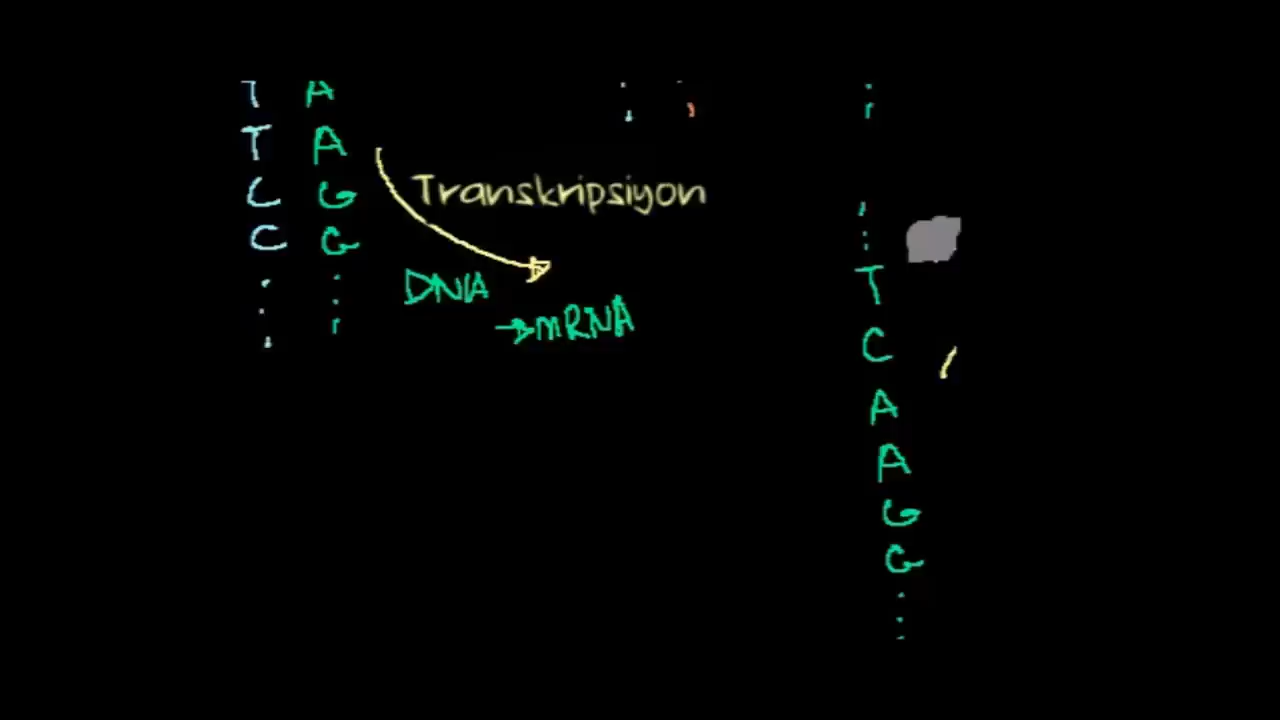 T A
T A
C G
C G
Transkripsiyon
DNA
→mRNA
T
C
A
A
G
G